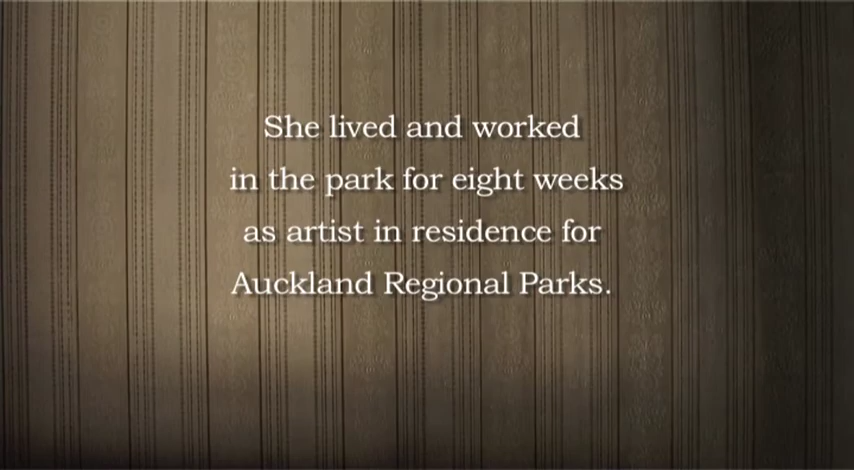 She lived and worked
in the park for eight weeks
as artist in residence for
Auckland Regional Parks.